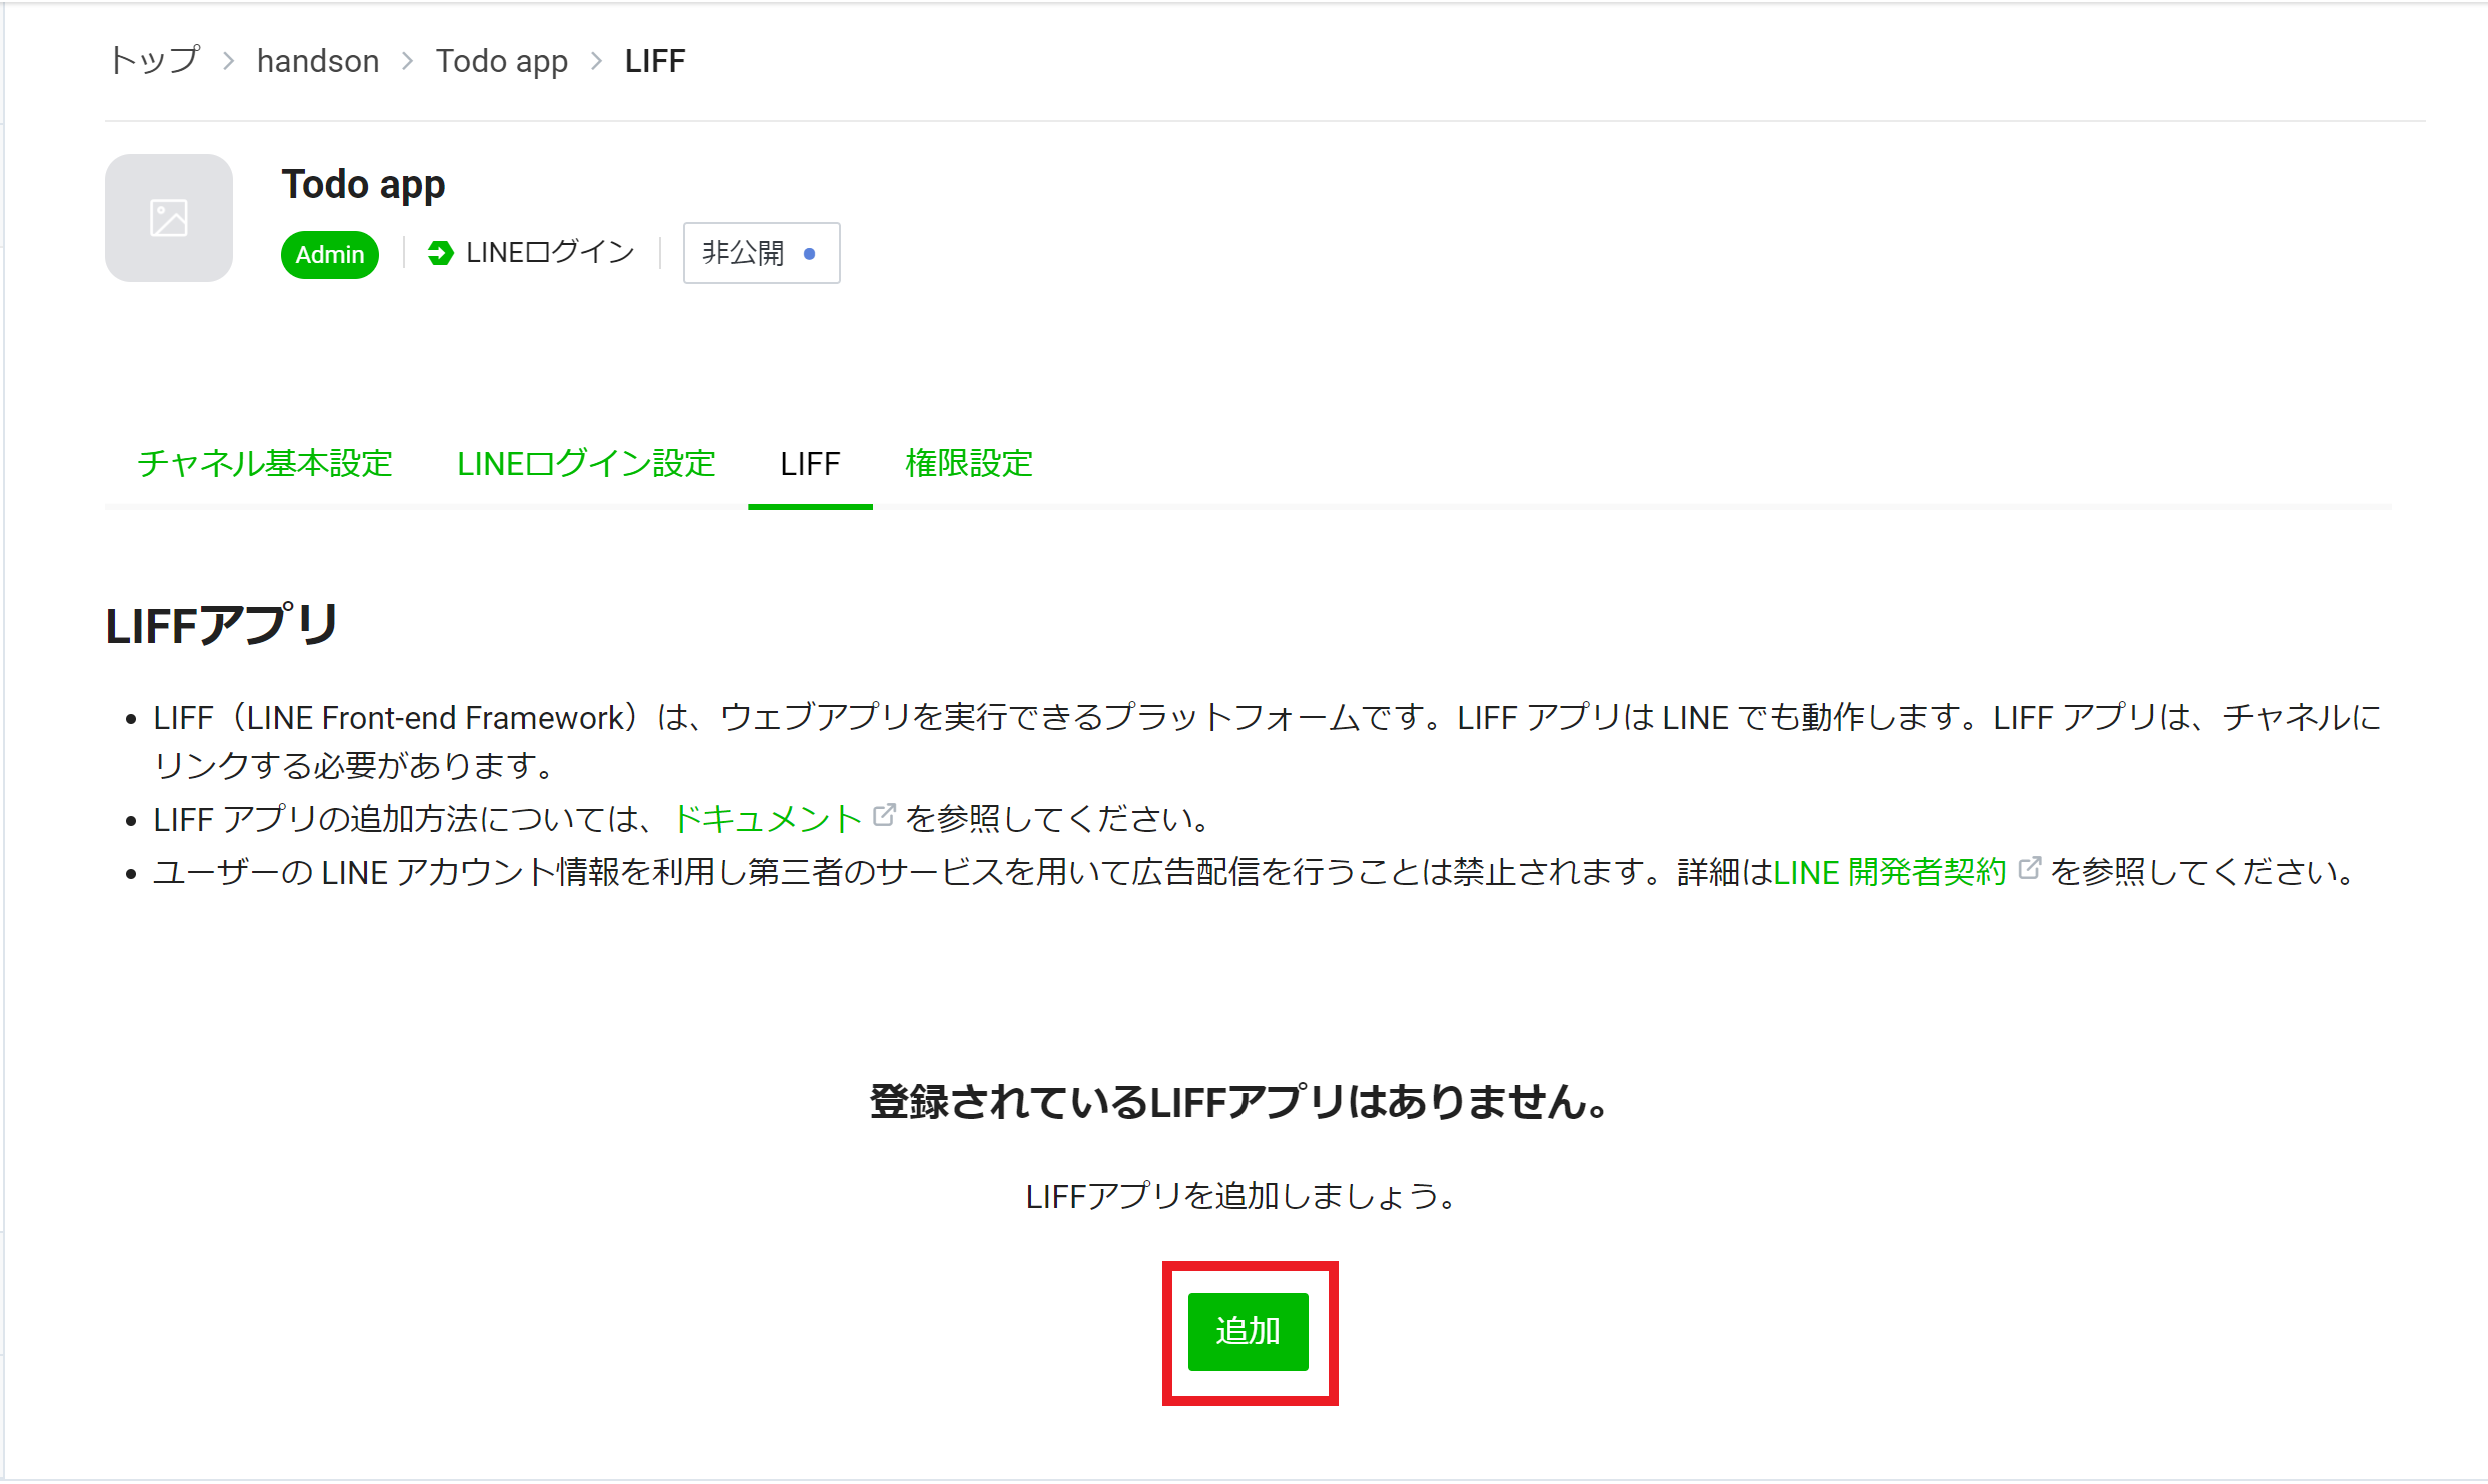 トップ > handson > Todo app > LIFF
Todo app
Admin LINEログイン 非公開
チャネル基本設定 LINEログイン設定 LIFF 権限設定
LIFFアプリ
• LIFF（LINE Front-end Framework）は、ウェブアプリを実行できるプラットフォームです。LIFF アプリは LINE でも動作します。LIFF アプリは、チャネルに
リンクする必要があります。
• LIFF アプリの追加方法については、ドキュメントを参照してください。
• ユーザーの LINE アカウント情報を利用し第三者のサービスを用いて広告配信を行うことは禁止されます。詳細はLINE 開発者契約を参照してください。
登録されているLIFFアプリはありません。
LIFFアプリを追加しましょう。
追加